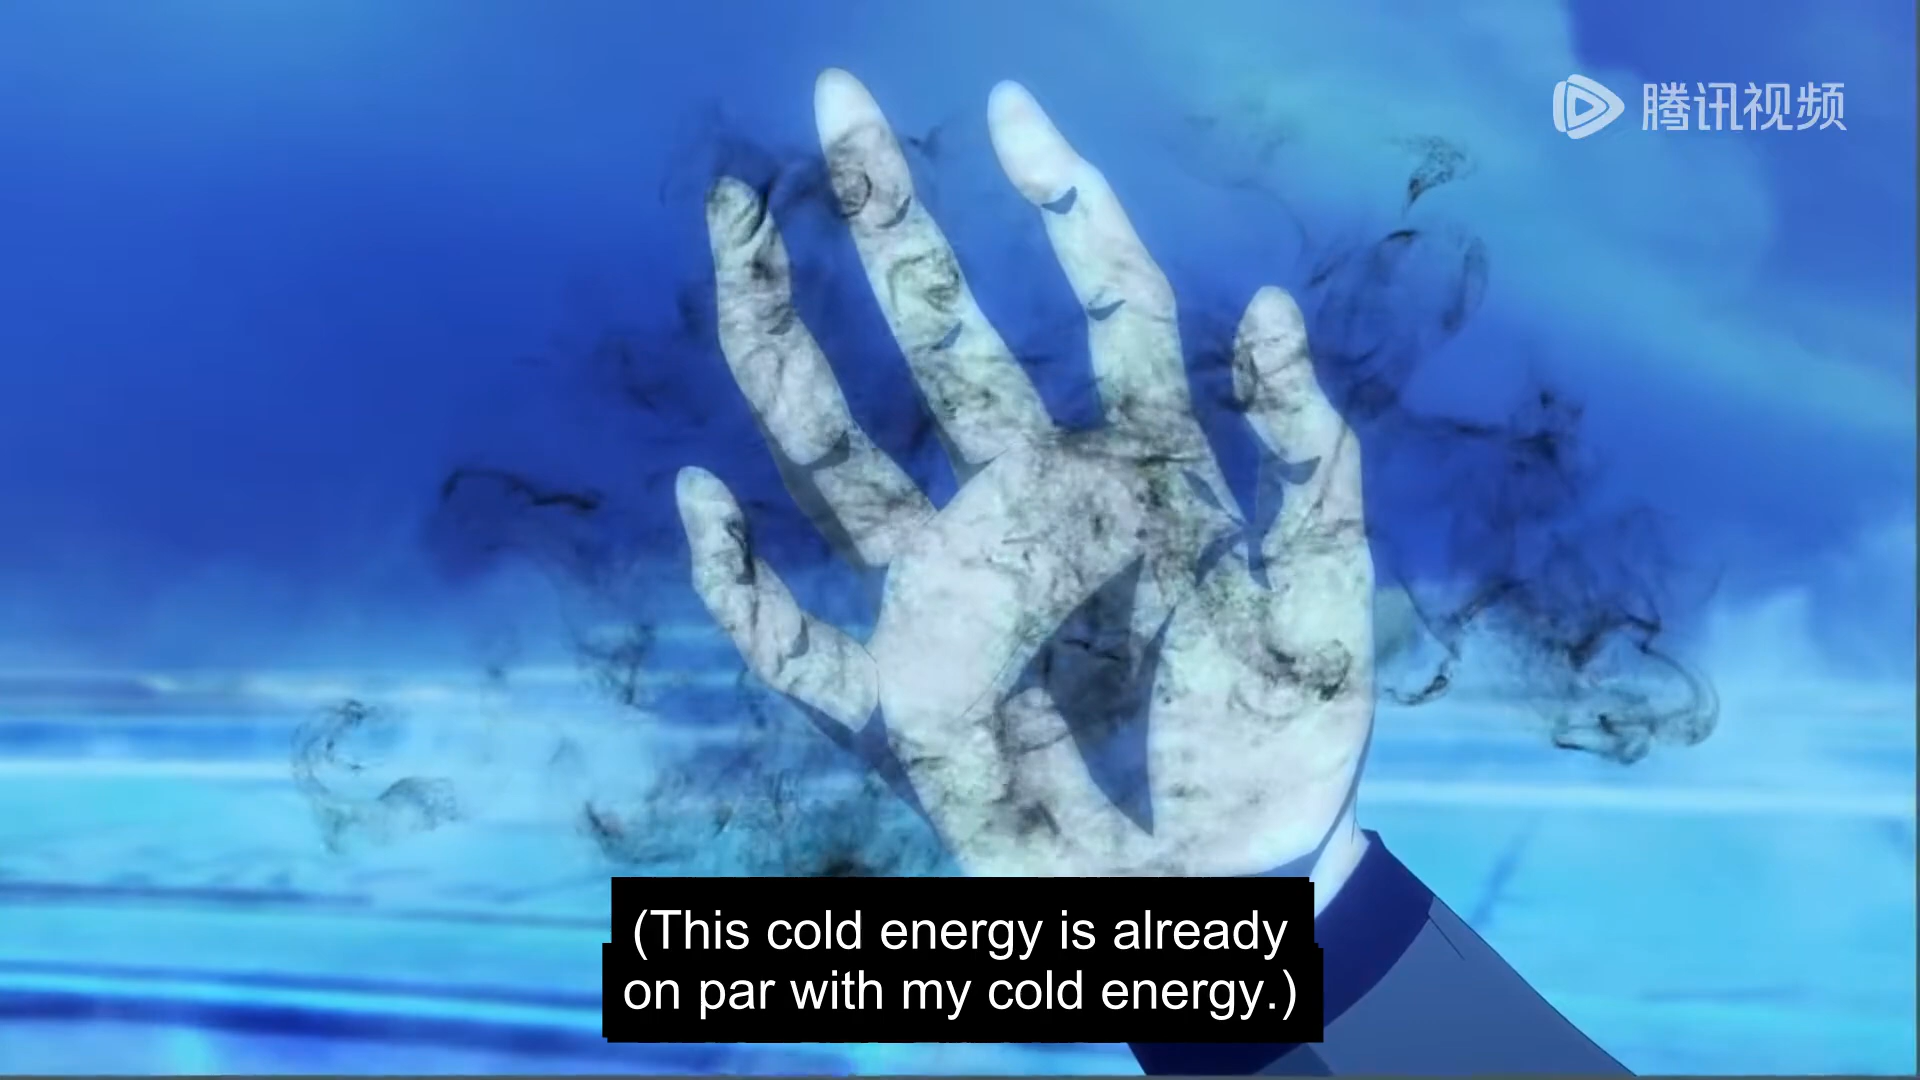 腾讯视频
(This cold energy is already
on par with my cold energy.)